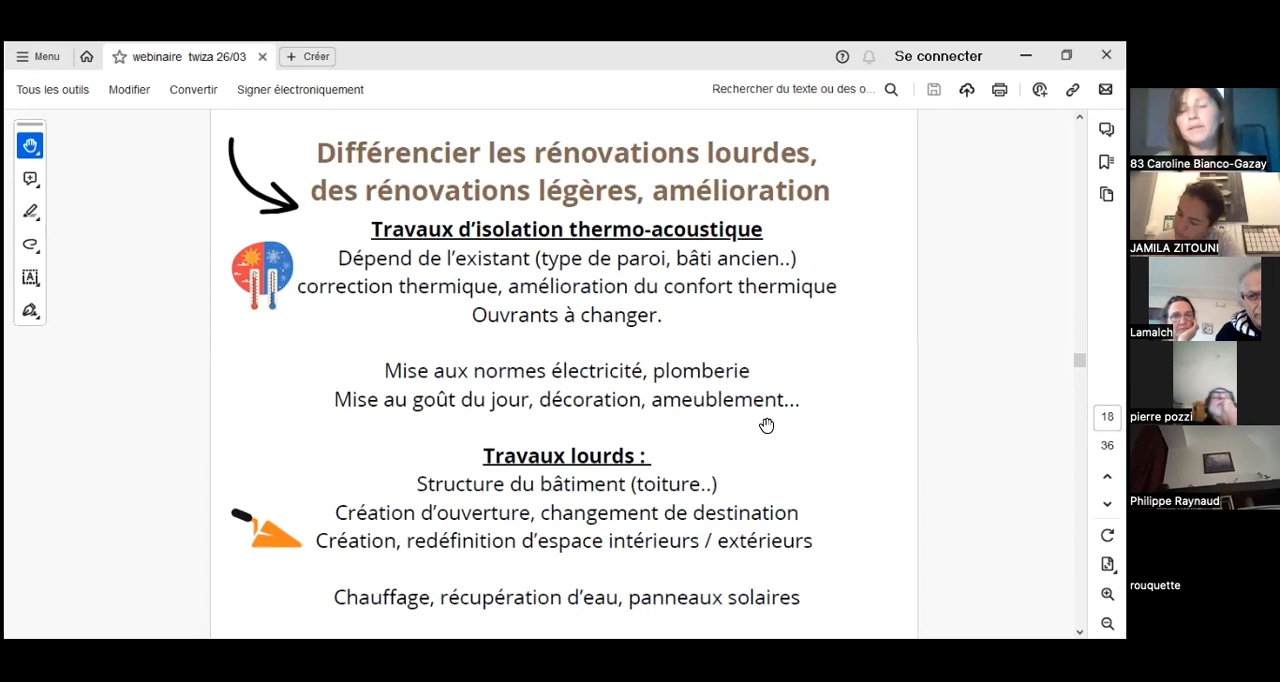 Menu
webinaire twiza 26/03
Créer
Se connecter
Tous les outils
Modifier
Convertir
Signer électroniquement
Rechercher du texte ou des o...
Différencier les rénovations lourdes,
des rénovations légères, amélioration
Travaux d'isolation thermo-acoustique
Dépend de l'existant (type de paroi, bâti ancien..)
correction thermique, amélioration du confort thermique
Ouvrants à changer.
Mise aux normes électricité, plomberie
Mise au goût du jour, décoration, ameublement...
Travaux lourds :
Structure du bâtiment (toiture..)
Création d'ouverture, changement de destination
Création, redéfinition d'espace intérieurs / extérieurs
Chauffage, récupération d'eau, panneaux solaires
18
36
83 Caroline Bianco-Gazay
JAMILA ZITOUNI
Lamalch
pierre pozzi
Philippe Raynaud
rouquette